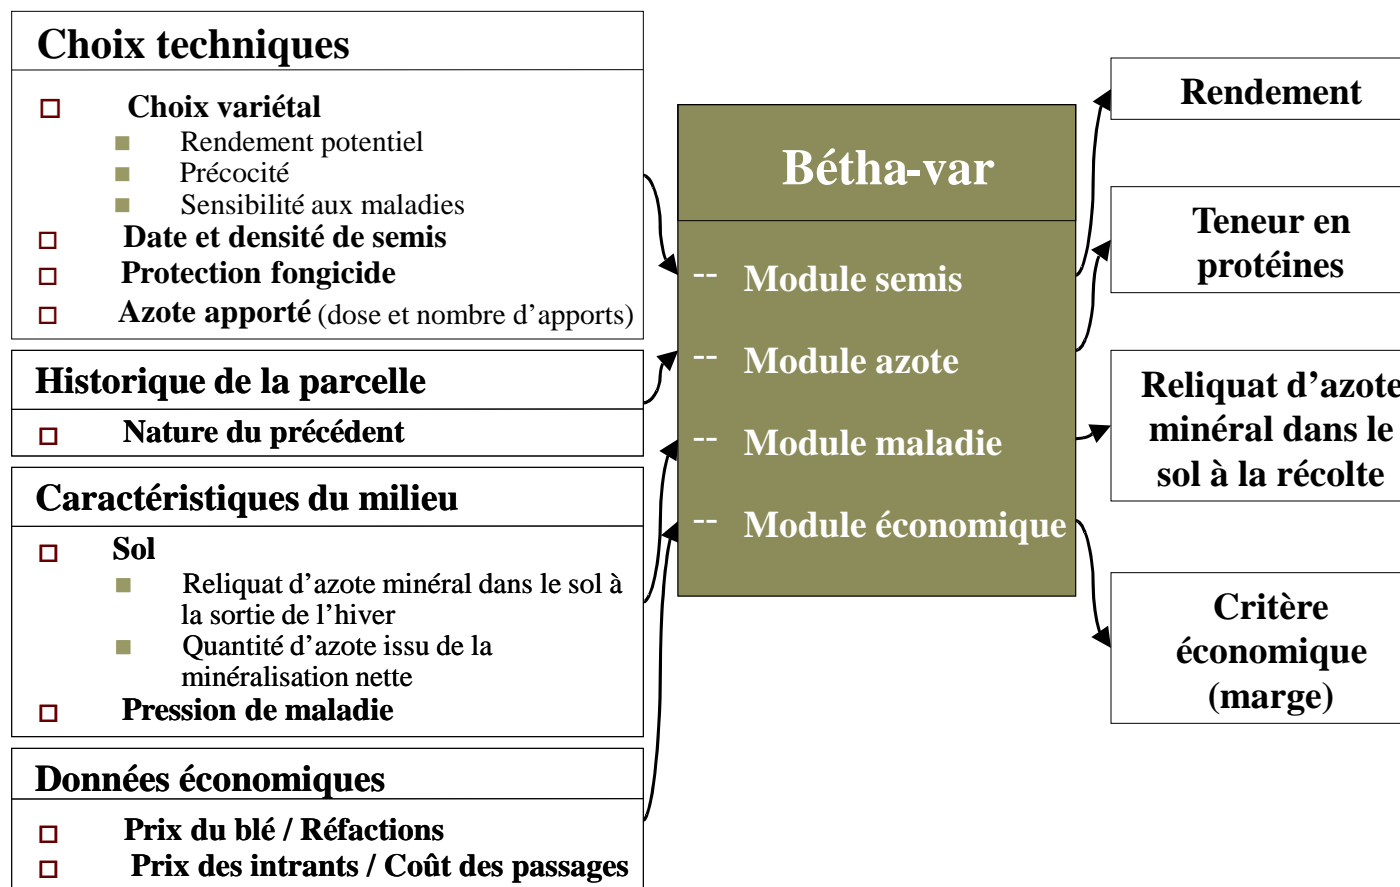 Choix techniques
Choix variétal
Rendement potentiel
Précocité
Sensibilité aux maladies
Date et densité de semis
Protection fongicide
Azote apporté (dose et nombre d’apports)
Historique de la parcelle
Nature du précédent
Caractéristiques du milieu
Sol
Reliquat d’azote minéral dans le sol à
la sortie de l’hiver
Quantité d’azote issu de la
minéralisation nette
Pression de maladie
Données économiques
Prix du blé / Réfactions
Prix des intrants / Coût des passages
Bétha-var
-- Module semis
-- Module azote
-- Module maladie
-- Module économique
Rendement
Teneur en
protéines
Reliquat d’azote
minéral dans le
sol à la récolte
Critère
économique
(marge)